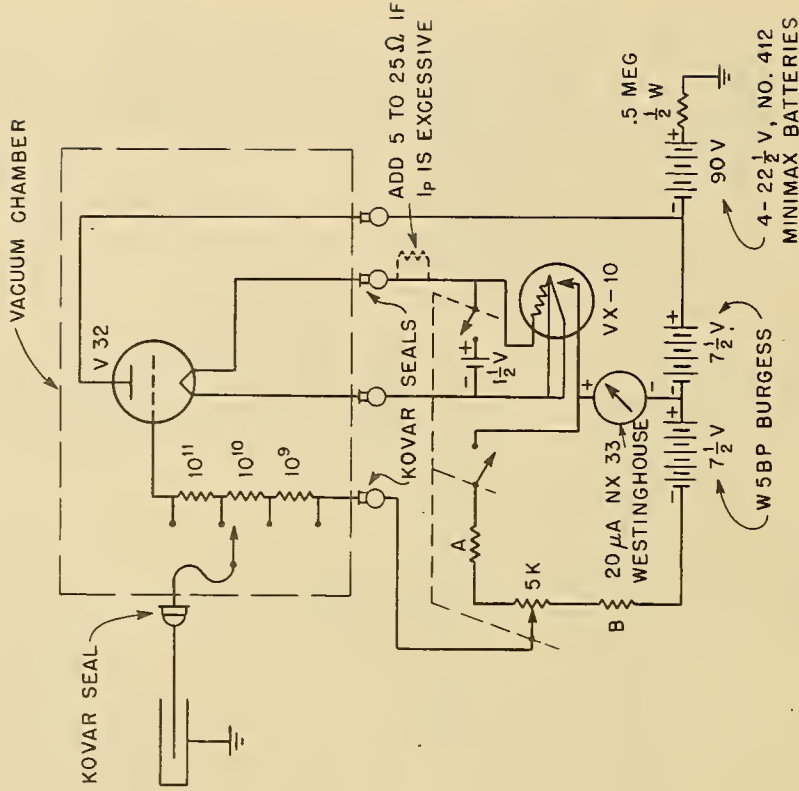 VACUUM CHAMBER
KOVAR SEAL
V 32
10¹¹
10¹⁰
10⁹
ADD 5 TO 25Ω IF
Iₚ IS EXCESSIVE
KOVAR SEALS
A
5K
B
+
-
1½ V
VX-10
+
-
20 µA NX 33
WESTINGHOUSE
-
+
7½ V
-
+
7½ V
W5BP BURGESS
-
+
90 V
.5 MEG
½ W
4-22½ V, NO. 412
MINIMAX BATTERIES